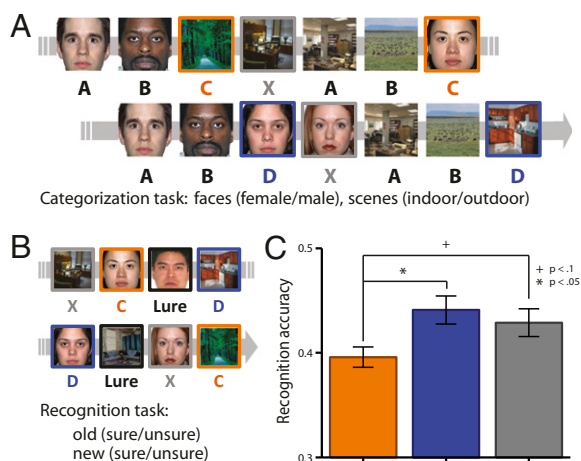 A
A B C X A B C
A B D X A B D
Categorization task: faces (female/male), scenes (indoor/outdoor)
B
X C Lure D
D Lure X C
Recognition task:
old (sure/unsure)
new (sure/unsure)
C
Recognition accuracy
0.5
0.4
0.3
+
*
+ p < .1
* p < .05